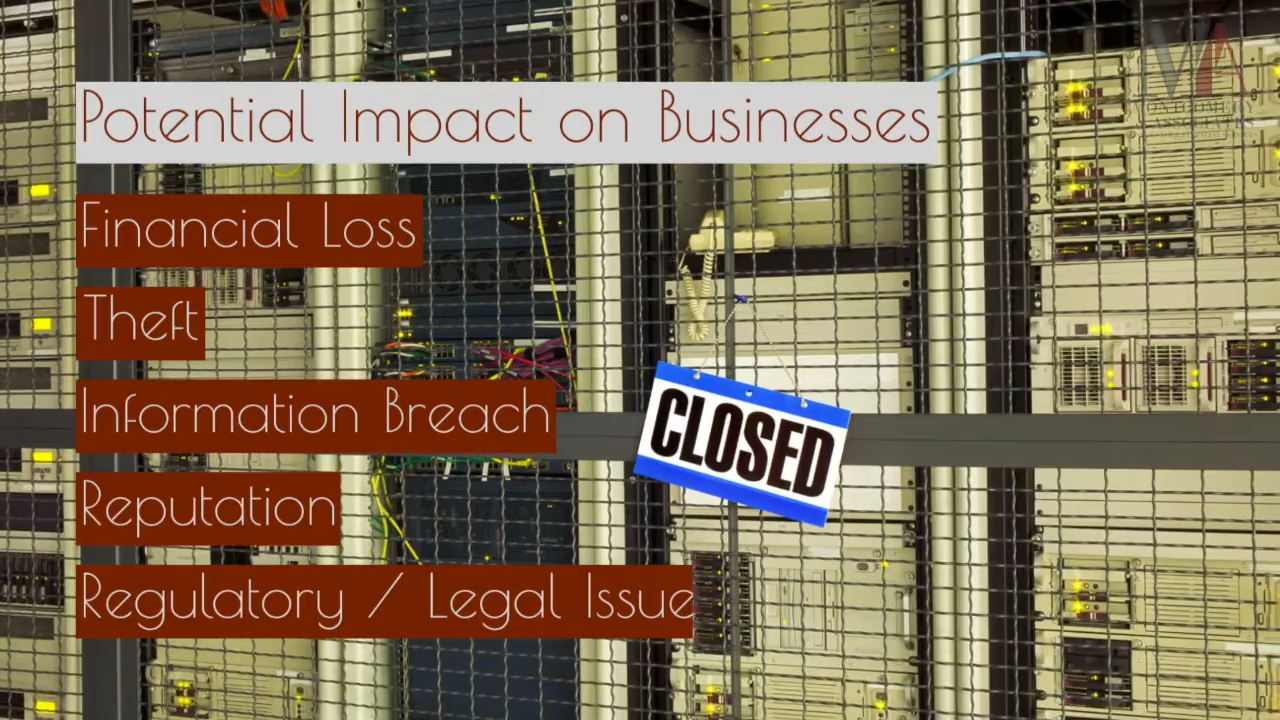 Potential Impact on Businesses
Financial Loss
Theft
Information Breach
Reputation
Regulatory / Legal Issue
CLOSED